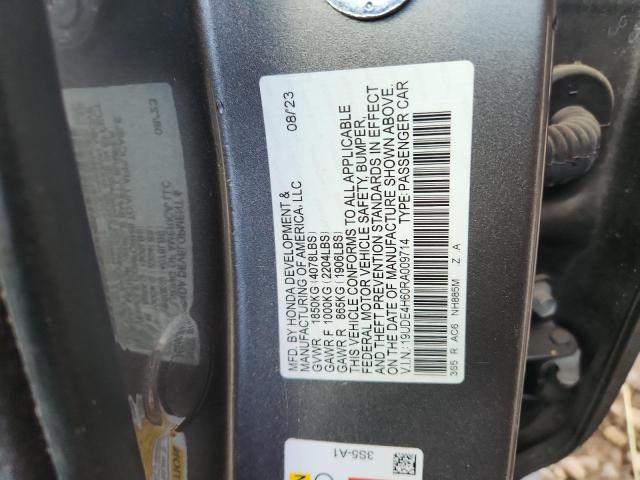 MFD. BY HONDA DEVELOPMENT & 08/'23
MANUFACTURING OF AMERICA, LLC
GVWR 1850KG (4078LBS)
GAWR F 1000KG (2204LBS)
GAWR R 865KG (1906LBS)
THIS VEHICLE CONFORMS TO ALL APPLICABLE
FEDERAL MOTOR VEHICLE SAFETY, BUMPER,
AND THEFT PREVENTION STANDARDS IN EFFECT
ON THE DATE OF MANUFACTURE SHOWN ABOVE.
V.I.N.: 19UDE4H60RA009714 TYPE: PASSENGER CAR
3S5 R AC6 NH885M Z A
3S5-A1